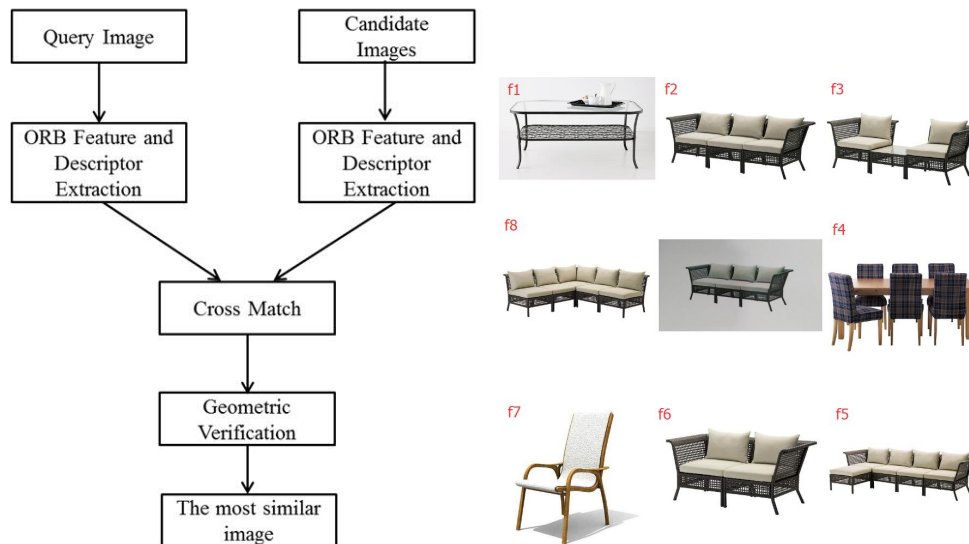 Query Image
Candidate
Images
ORB Feature and
Descriptor
Extraction
ORB Feature and
Descriptor
Extraction
Cross Match
Geometric
Verification
The most similar
image
f1
f2
f3
f8
f4
f7
f6
f5